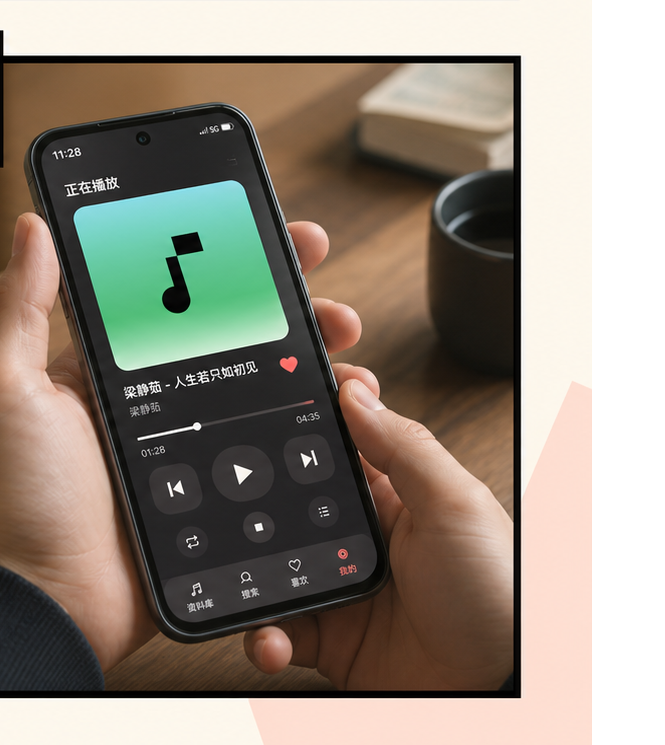 11:28
5G
正在播放
梁静茹 - 人生若只如初见
梁静茹
01:28
04:35
资料库
搜索
喜欢
我的